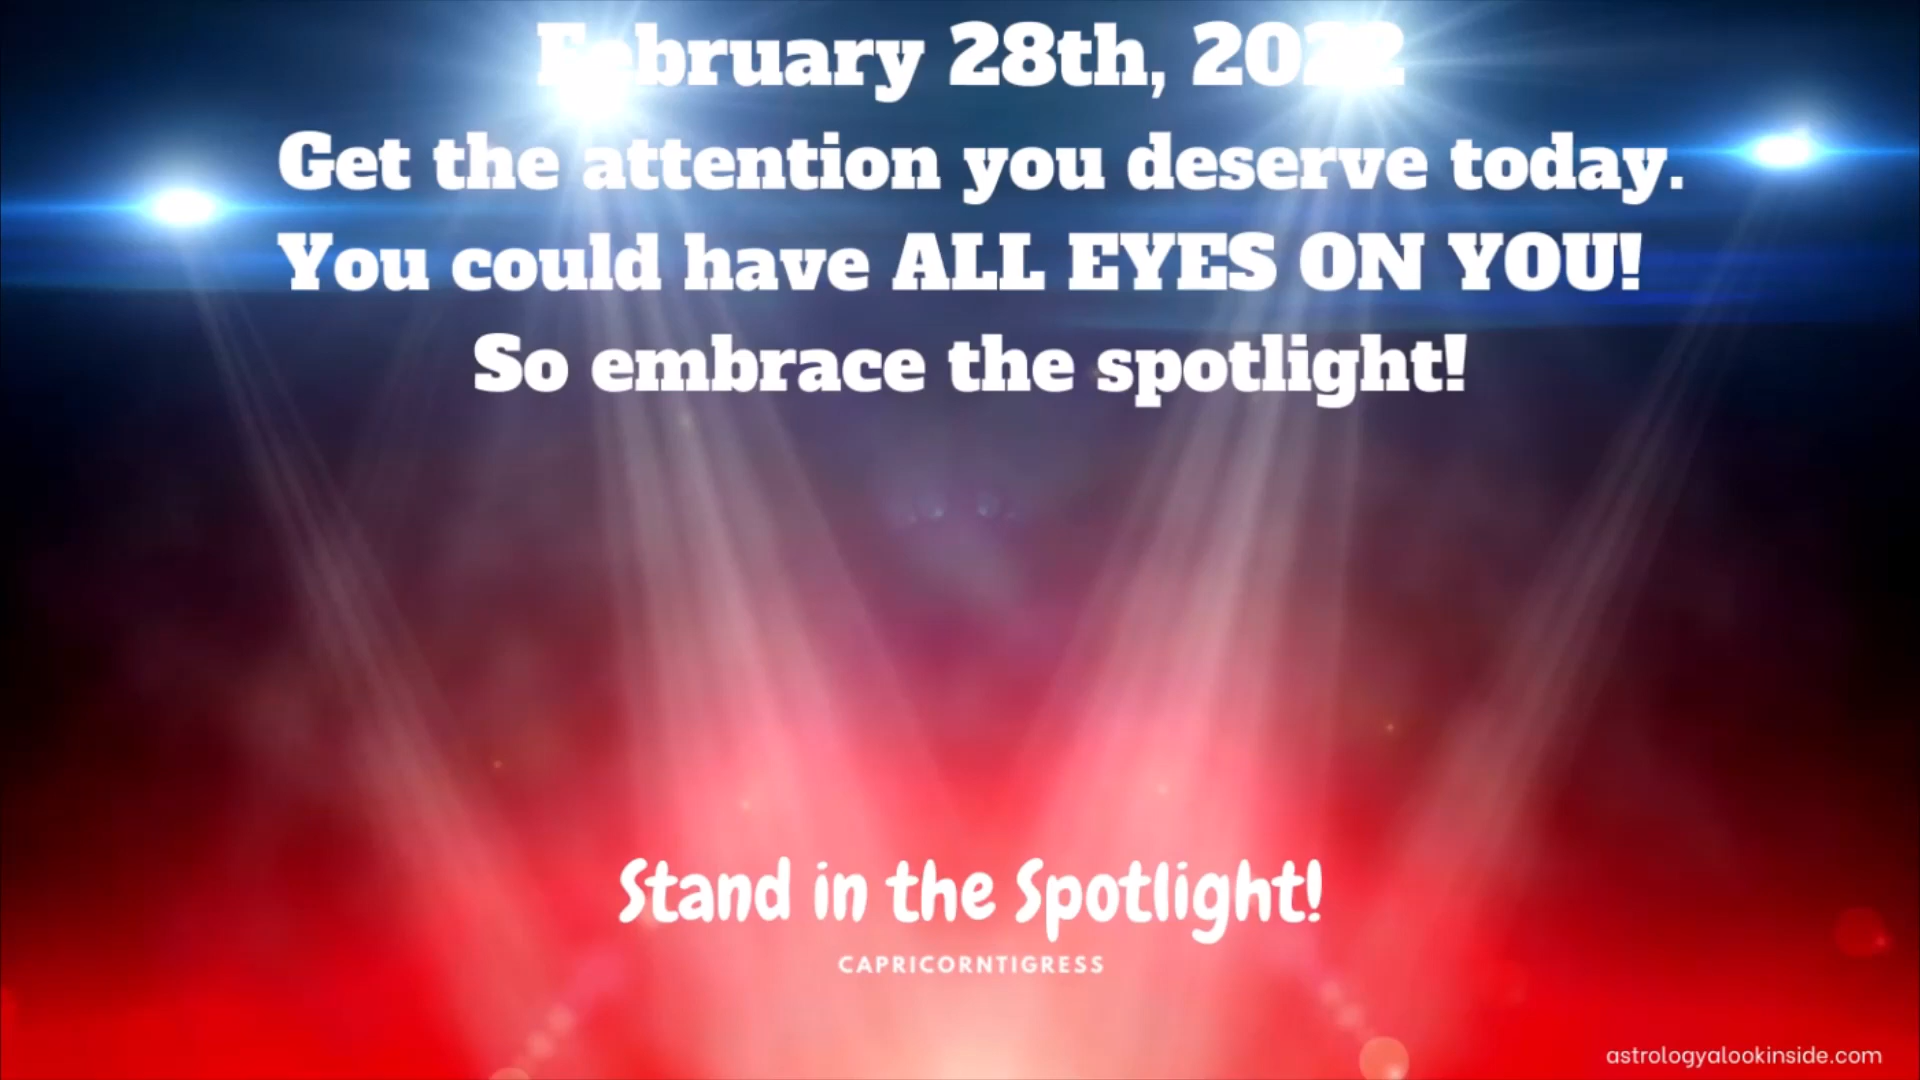 February 28th, 2022
Get the attention you deserve today.
You could have ALL EYES ON YOU!
So embrace the spotlight!
Stand in the Spotlight!
CAPRICORNTIGRESS
astrologyalookinside.com